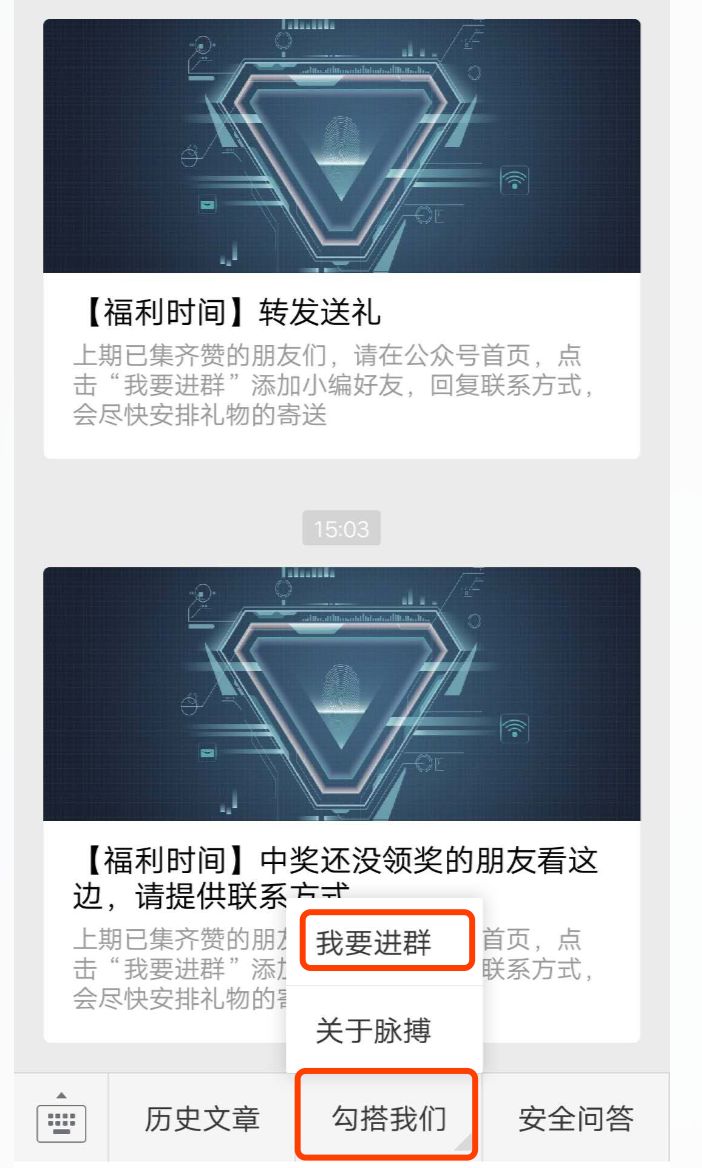 【福利时间】转发送礼
上期已集齐赞的朋友们，请在公众号首页，点
击“我要进群”添加小编好友，回复联系方式，
会尽快安排礼物的寄送
15:03
【福利时间】中奖还没领奖的朋友看这
边，请提供联系方式
上期已集齐赞的朋 首页，点
击“我要进群”添 联系方式，
会尽快安排礼物的
我要进群
关于脉搏
历史文章
勾搭我们
安全问答